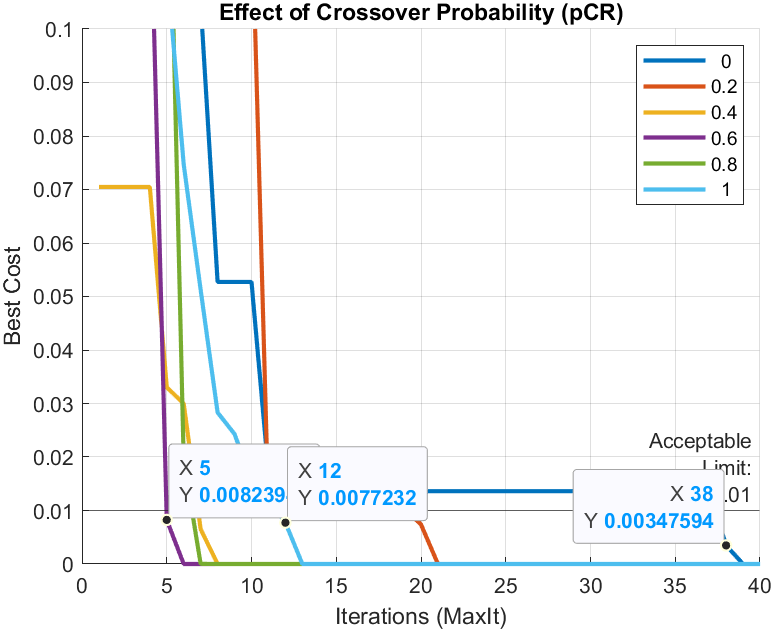 Effect of Crossover Probability (pCR)
0.1
0.09
0.08
0.07
0.06
0.05
0.04
0.03
0.02
0.01
0
Best Cost
0
0.2
0.4
0.6
0.8
1
Acceptable
Limit:
.01
X 5
Y 0.008239
X 12
Y 0.0077232
X 38
Y 0.00347594
0 5 10 15 20 25 30 35 40
Iterations (MaxIt)